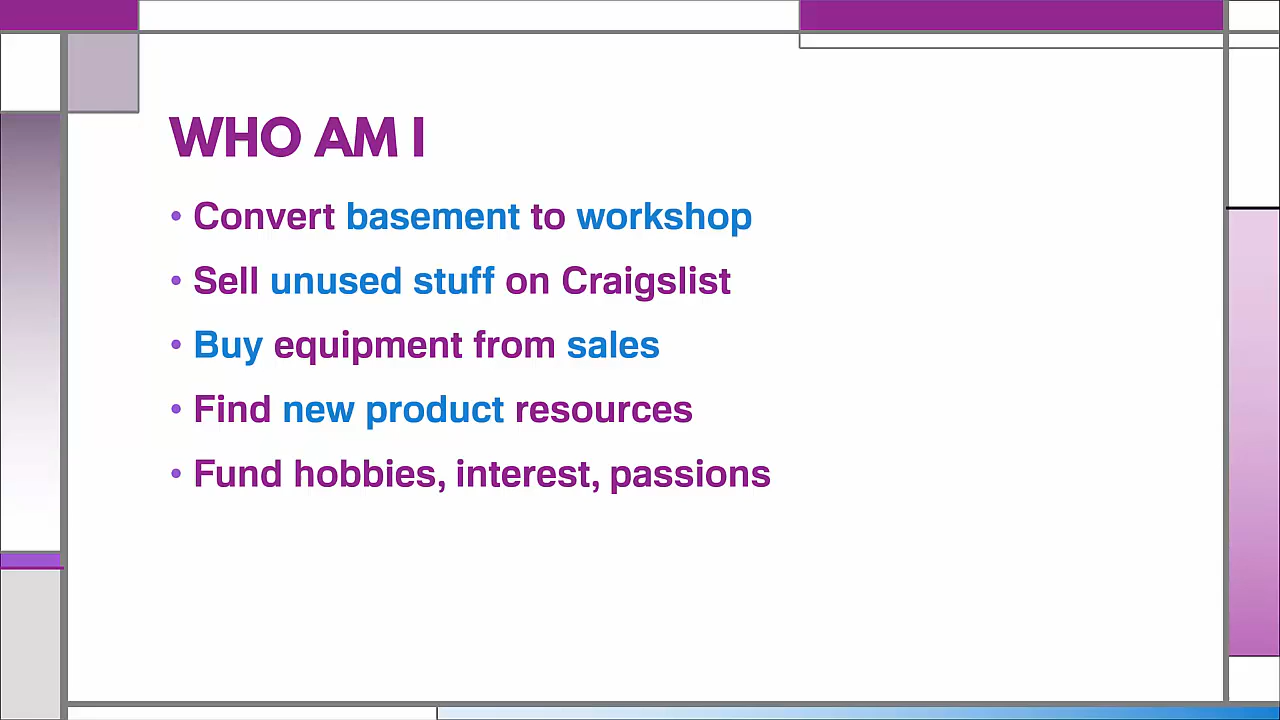 WHO AM I
• Convert basement to workshop
• Sell unused stuff on Craigslist
• Buy equipment from sales
• Find new product resources
• Fund hobbies, interest, passions